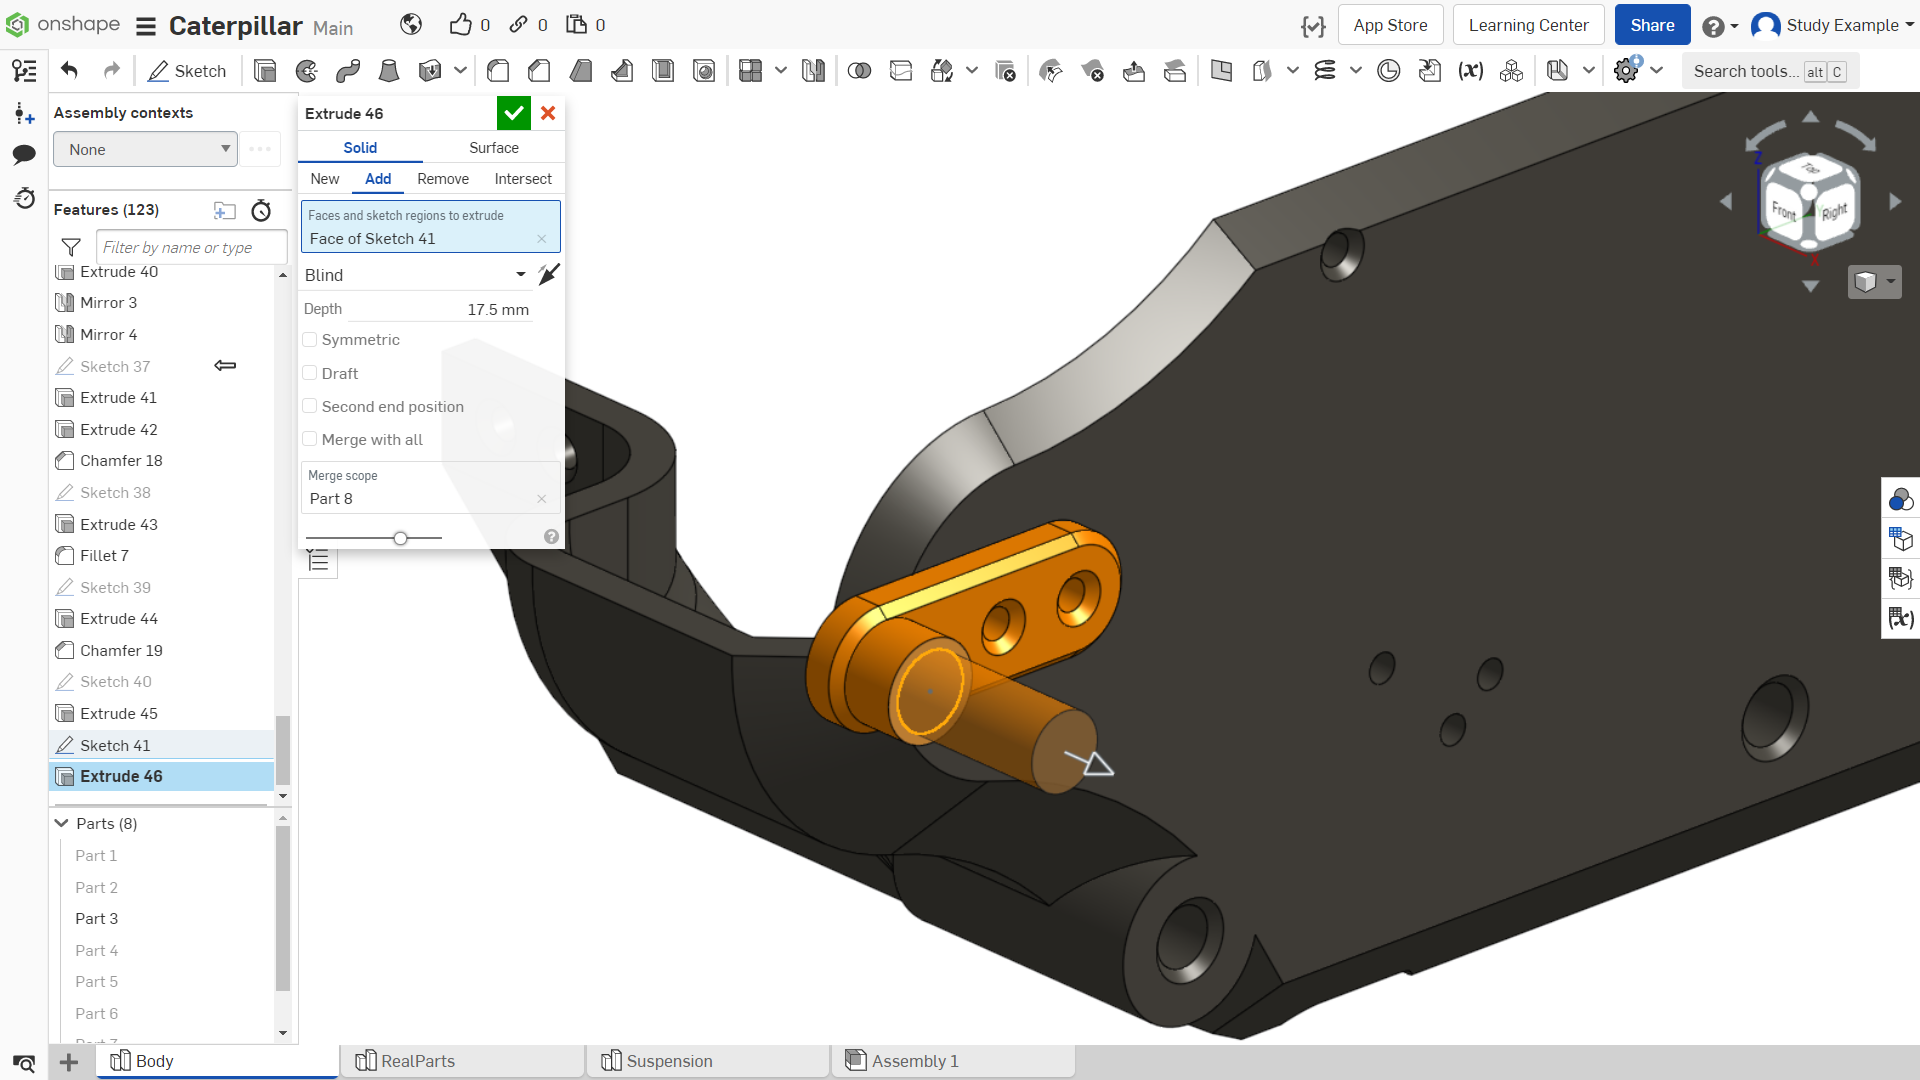 onshape
Caterpillar
Main
0
0
0
App Store
Learning Center
Share
Study Example
Sketch
Search tools...
alt
C
Assembly contexts
None
Features (123)
Filter by name or type
Extrude 40
Mirror 3
Mirror 4
Sketch 37
Extrude 41
Extrude 42
Chamfer 18
Sketch 38
Extrude 43
Fillet 7
Sketch 39
Extrude 44
Chamfer 19
Sketch 40
Extrude 45
Sketch 41
Extrude 46
Parts (8)
Part 1
Part 2
Part 3
Part 4
Part 5
Part 6
Extrude 46
Solid
Surface
New
Add
Remove
Intersect
Faces and sketch regions to extrude
Face of Sketch 41
Blind
Depth
17.5 mm
Symmetric
Draft
Second end position
Merge with all
Merge scope
Part 8
Z
Top
Front
Right
X
Body
RealParts
Suspension
Assembly 1